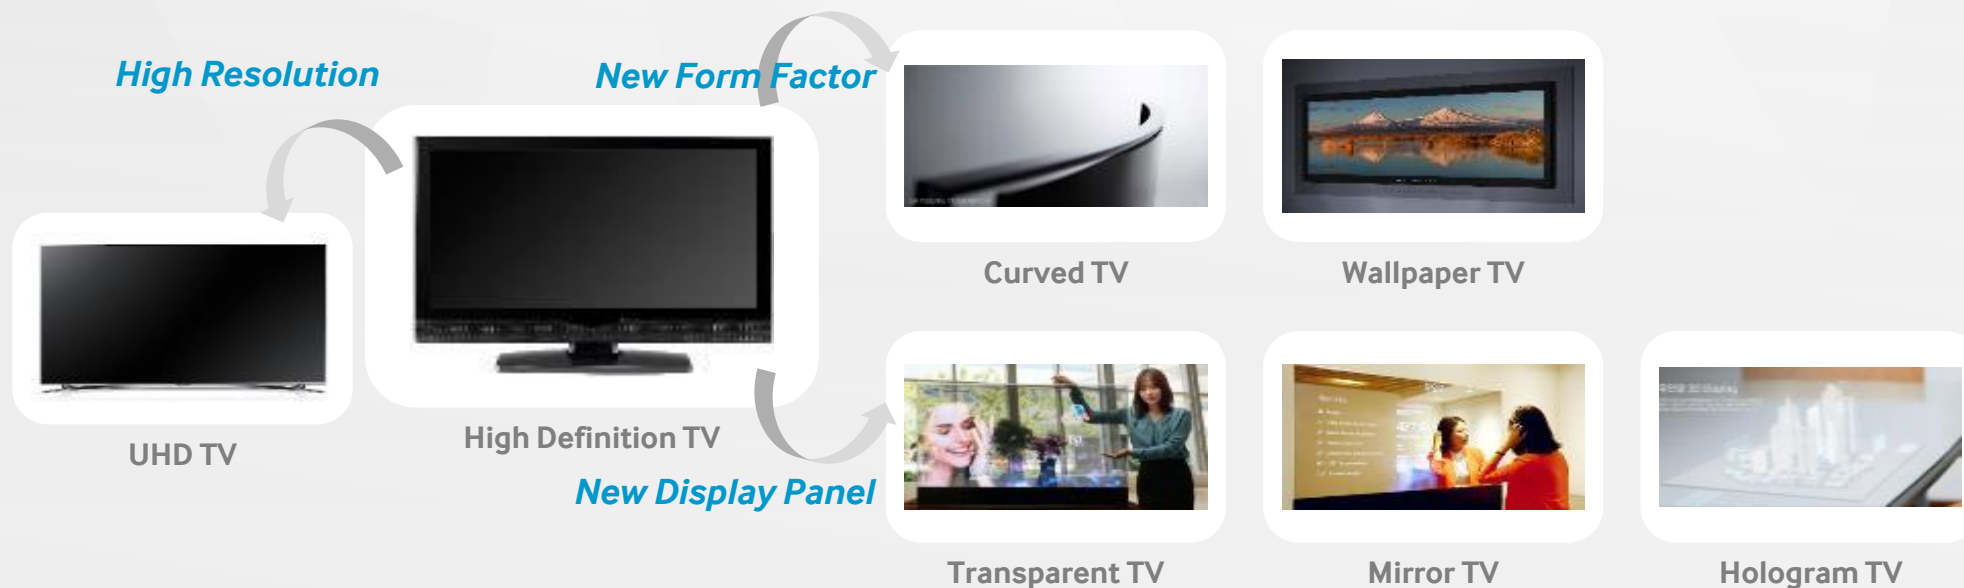 High Resolution
New Form Factor
Curved TV
Wallpaper TV
UHD TV
High Definition TV
New Display Panel
Transparent TV
Mirror TV
Hologram TV